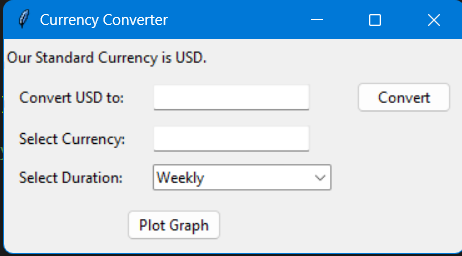 Currency Converter
Our Standard Currency is USD.
Convert USD to: Convert
Select Currency:
Select Duration: Weekly
Plot Graph